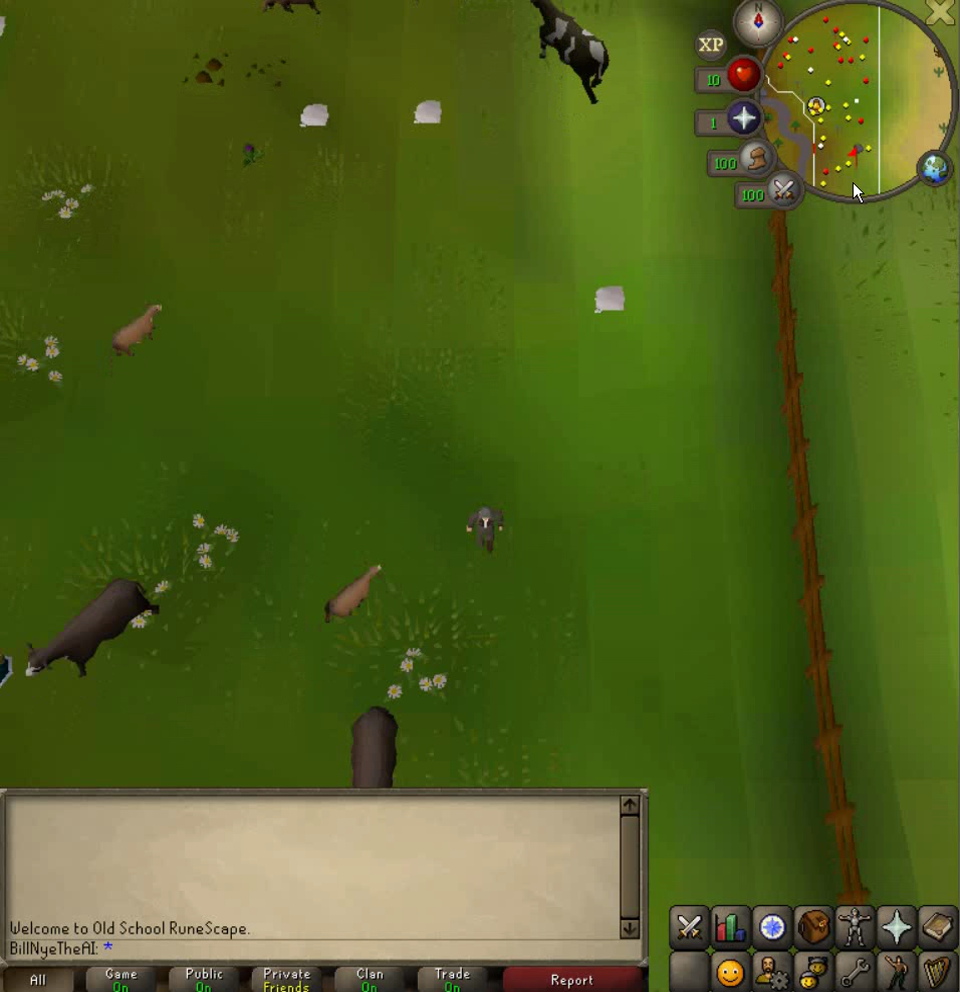 N
XP
10
1
100
100
Welcome to Old School RuneScape.
BillNyeTheAI: *
All
Game
On
Public
On
Private
Friends
Clan
On
Trade
On
Report